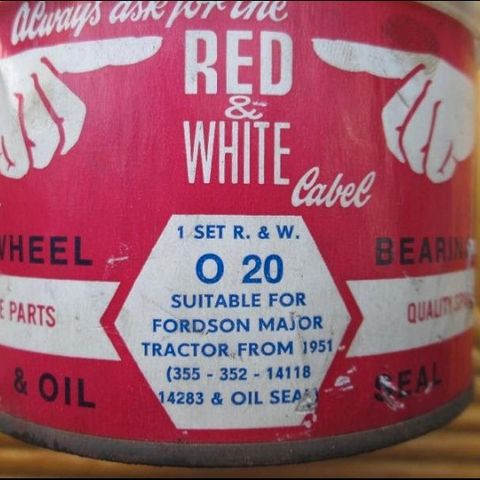 Always ask for the
RED
&
WHITE
Label
WHEEL
BEARING
1 SET R. & W.
O 20
SUITABLE FOR
FORDSON MAJOR
TRACTOR FROM 1951-
(355 - 352 - 14118
14283 & OIL SEAL)
PARTS
QUALITY
& OIL
SEAL